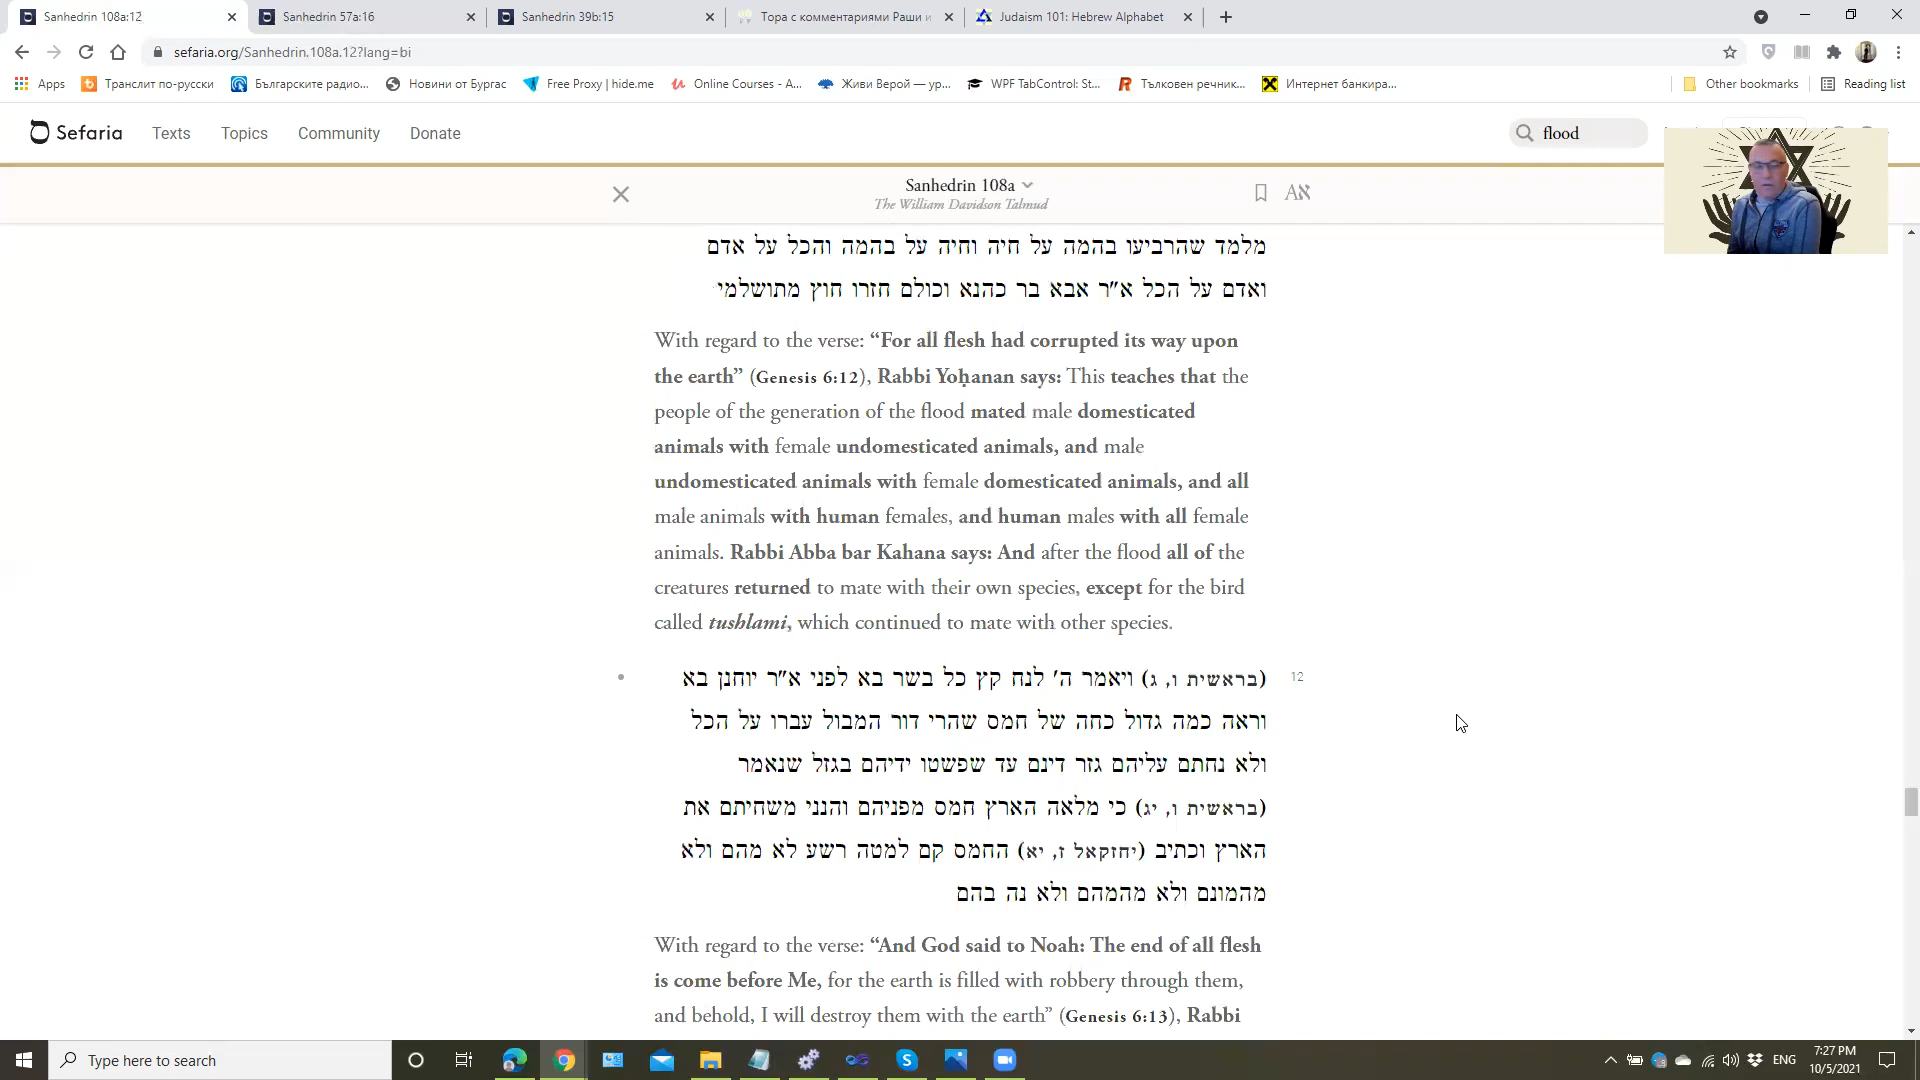 Sanhedrin 108a:12
Sanhedrin 57a:16
Sanhedrin 39b:15
Тора с комментариями Раши и
Judaism 101: Hebrew Alphabet
sefaria.org/Sanhedrin.108a.12?lang=bi
Apps
Транслит по-русски
Българските радио...
Новини от Бургас
Free Proxy | hide.me
Online Courses - A...
Живи Верой — ур...
WPF TabControl: St...
Тълковен речник...
Интернет банкира...
Other bookmarks
Reading list
Sefaria
Texts
Topics
Community
Donate
flood
Sanhedrin 108a
The William Davidson Talmud
מלמד שהרביעו בהמה על חיה וחיה על בהמה והכל על אדם
ואדם על הכל א"ר אבא בר כהנא וכולם חזרו חוץ מתושלמי
With regard to the verse: “For all flesh had corrupted its way upon
the earth” (Genesis 6:12), Rabbi Yoḥanan says: This teaches that the
people of the generation of the flood mated male domesticated
animals with female undomesticated animals, and male
undomesticated animals with female domesticated animals, and all
male animals with human females, and human males with all female
animals. Rabbi Abba bar Kahana says: And after the flood all of the
creatures returned to mate with their own species, except for the bird
called tushlami, which continued to mate with other species.
12
(בראשית ו, ג) ויאמר ה' לנח קץ כל בשר בא לפני א"ר יוחנן בא
וראה כמה גדול כחה של חמס שהרי דור המבול עברו על הכל
ולא נחתם עליהם גזר דינם עד שפשטו ידיהם בגזל שנאמר
(בראשית ו, יג) כי מלאה הארץ חמס מפניהם והנני משחיתם את
הארץ וכתיב (יחזקאל ז, יא) החמס קם למטה רשע לא מהם ולא
מהמונם ולא מהמהם ולא נה בהם
With regard to the verse: “And God said to Noah: The end of all flesh
is come before Me, for the earth is filled with robbery through them,
and behold, I will destroy them with the earth” (Genesis 6:13), Rabbi
Type here to search
ENG
7:27 PM
10/5/2021